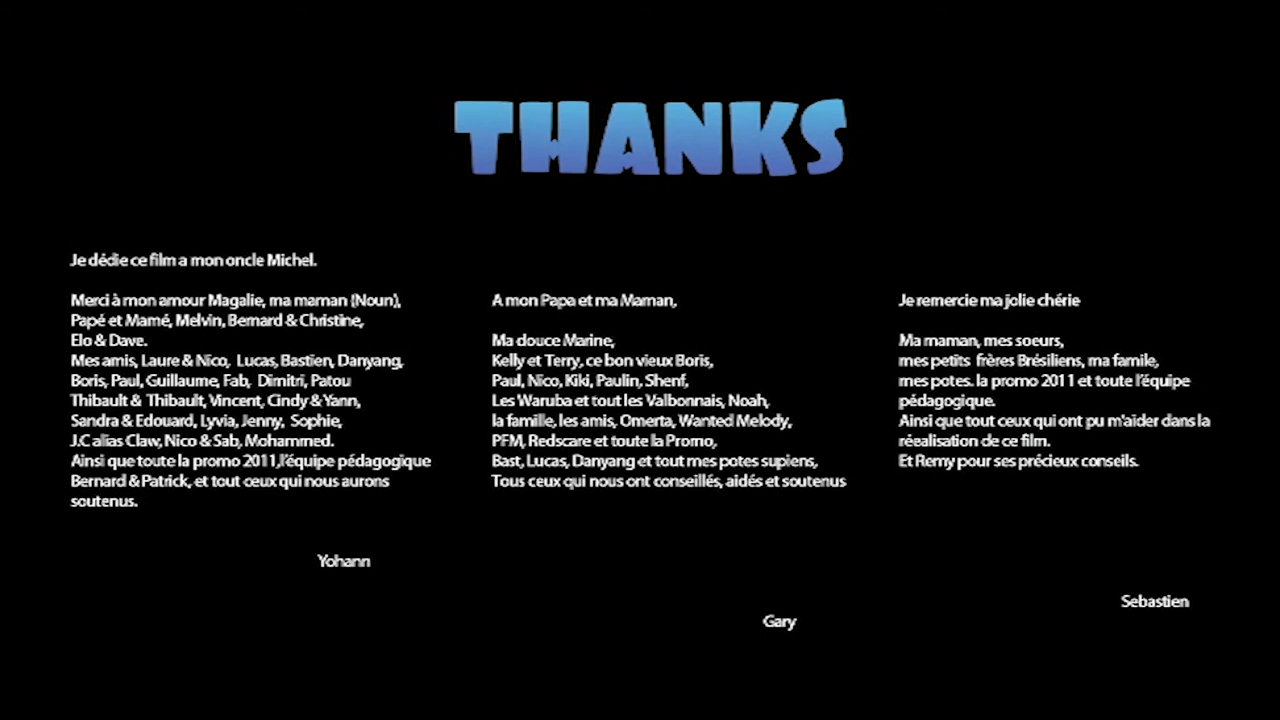 THANKS
Je dédie ce film a mon oncle Michel.
Merci à mon amour Magalie, ma maman (Noun),
Papé et Mamé, Melvin, Bernard & Christine,
Elo & Dave.
Mes amis, Laure & Nico, Lucas, Bastien, Danyang,
Boris, Paul, Guillaume, Fab, Dimitri, Patou
Thibault & Thibault, Vincent, Cindy & Yann,
Sandra & Edouard, Lyvia, Jenny, Sophie,
J.C alias Claw, Nico & Sab, Mohammed.
Ainsi que toute la promo 2011,l'équipe pédagogique
Bernard & Patrick, et tout ceux qui nous aurons
soutenus.
Yohann
A mon Papa et ma Maman,
Ma douce Marine,
Kelly et Terry, ce bon vieux Boris,
Paul, Nico, Kiki, Paulin, Shenf,
Les Waruba et tout les Valbonnais, Noah,
la famille, les amis, Omerta, Wanted Melody,
PFM, Redscare et toute la Promo,
Bast, Lucas, Danyang et tout mes potes supiens,
Tous ceux qui nous ont conseillés, aidés et soutenus
Gary
Je remercie ma jolie chérie
Ma maman, mes soeurs,
mes petits frères Brésiliens, ma famile,
mes potes. la promo 2011 et toute l'équipe
pédagogique.
Ainsi que tout ceux qui ont pu m'aider dans la
réealisation de ce film.
Et Remy pour ses précieux conseils.
Sebastien